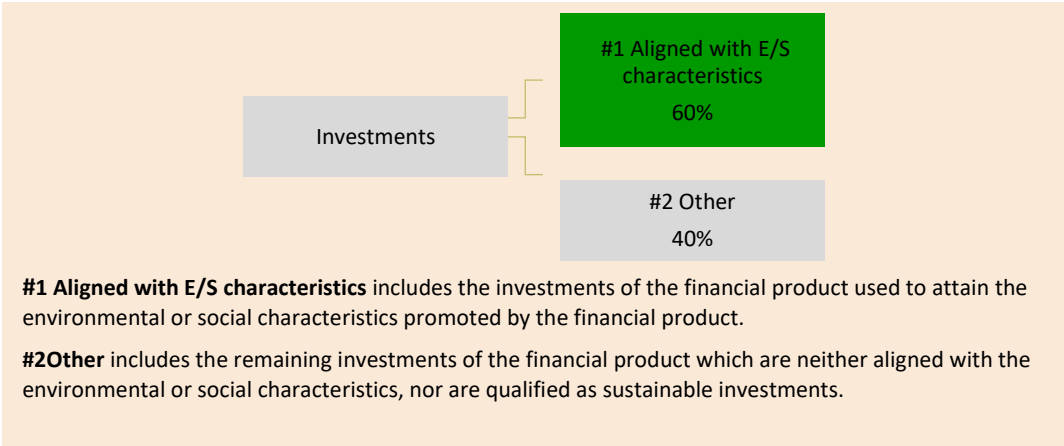 #1 Aligned with E/S
characteristics
60%
Investments
#2 Other
40%
#1 Aligned with E/S characteristics includes the investments of the financial product used to attain the
environmental or social characteristics promoted by the financial product.
#2Other includes the remaining investments of the financial product which are neither aligned with the
environmental or social characteristics, nor are qualified as sustainable investments.